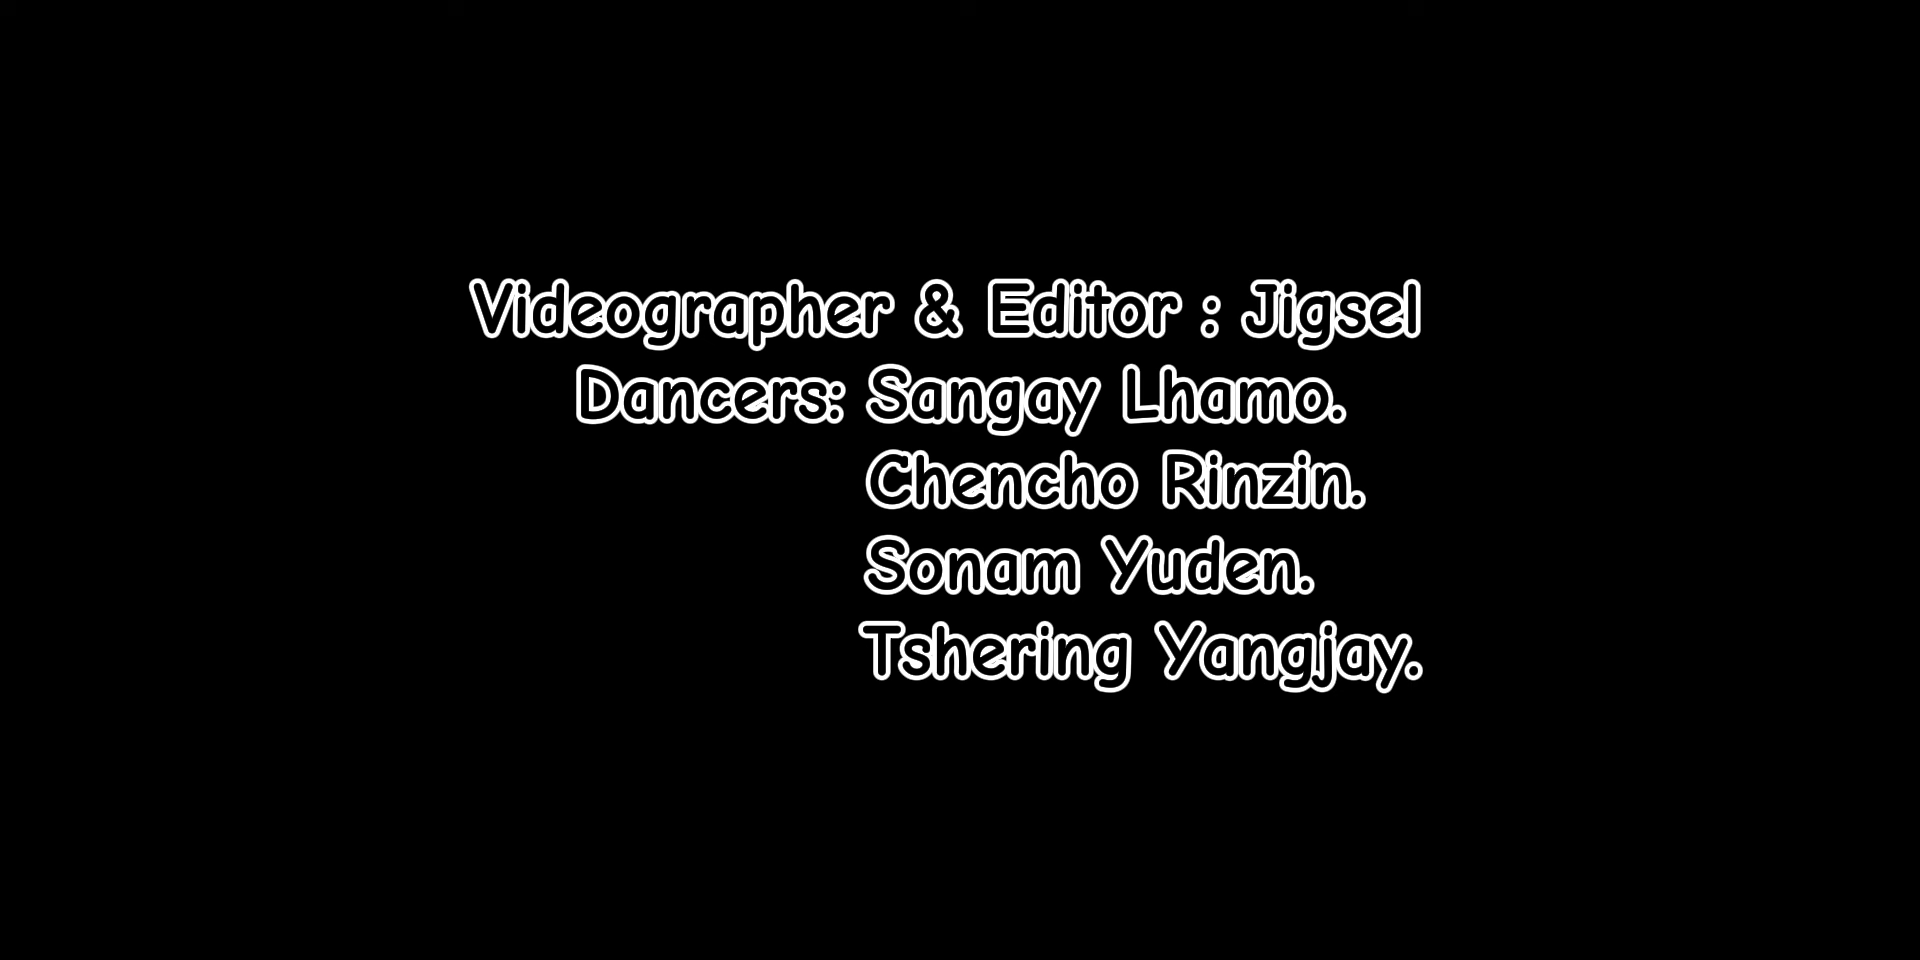 Videographer & Editor : Jigsel
Dancers: Sangay Lhamo.
Chencho Rinzin.
Sonam Yuden.
Tshering Yangjay.